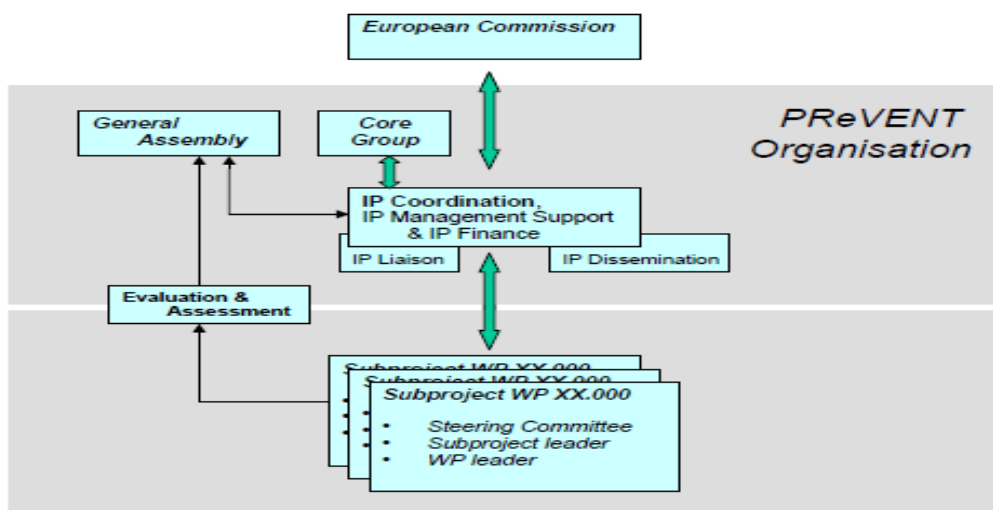 European Commission
PReVENT
Organisation
General
Assembly
Core
Group
IP Coordination,
IP Management Support
& IP Finance
IP Liaison
IP Dissemination
Evaluation &
Assessment
Subproject WP XX.000
Subproject WP XX.000
Subproject WP XX.000
• Steering Committee
• Subproject leader
• WP leader